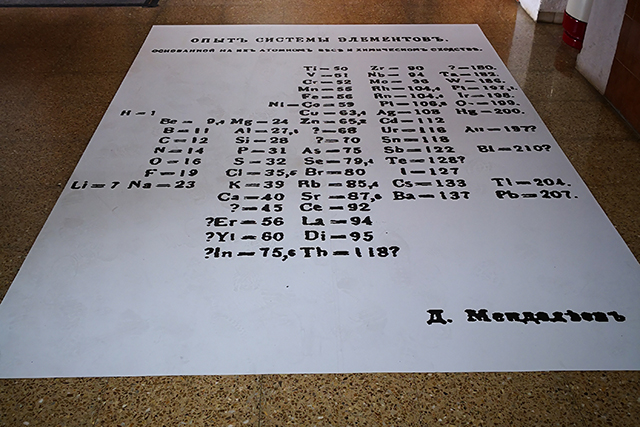 ОПЫТЪ СИСТЕМЫ ЭЛЕМЕНТОВЪ.
ОСНОВАННОЙ НА ИХЪ АТОМНОМЪ ВѢСѢ И ХИМИЧЕСКОМЪ СХОДСТВѢ.
Ti = 50 Zr = 90 ? = 180.
V = 51 Nb = 94 Ta = 182.
Cr = 52 Mo = 96 W = 186.
Mn = 55 Rh = 104,4 Pt = 197,1.
Fe = 56 Rn = 104,4 Ir = 198.
Ni = Co = 59 Pl = 106,6 O- = 199.
H = 1 Cu = 63,4 Ag = 108 Hg = 200.
Be = 9,4 Mg = 24 Zn = 65,2 Cd = 112
B = 11 Al = 27,4 ? = 68 Ur = 116 Au = 197?
C = 12 Si = 28 ? = 70 Sn = 118
N = 14 P = 31 As = 75 Sb = 122 Bi = 210?
O = 16 S = 32 Se = 79,4 Te = 128?
F = 19 Cl = 35,5 Br = 80 I = 127
Li = 7 Na = 23 K = 39 Rb = 85,4 Cs = 133 Tl = 204.
Ca = 40 Sr = 87,6 Ba = 137 Pb = 207.
? = 45 Ce = 92
?Er = 56 La = 94
?Yt = 60 Di = 95
?In = 75,6 Th = 118?
Д. Менделѣевъ